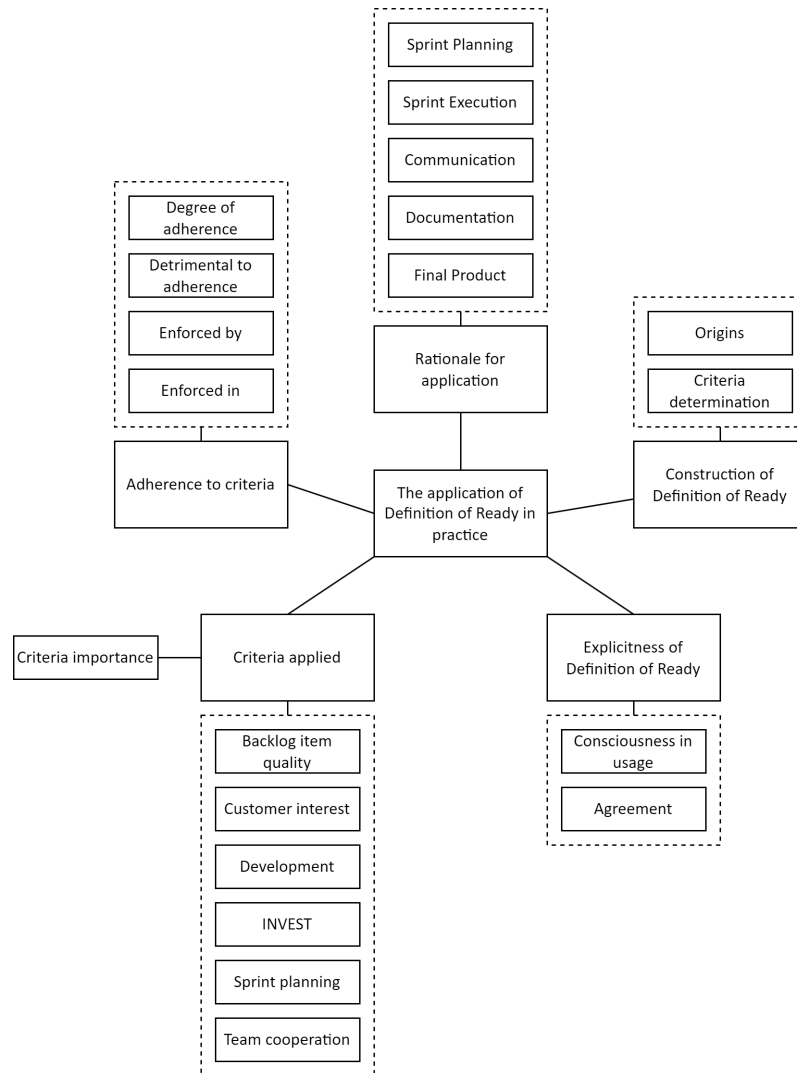 Sprint Planning
Sprint Execution
Communication
Documentation
Final Product
Rationale for
application
Degree of
adherence
Detrimental to
adherence
Enforced by
Enforced in
Adherence to criteria
Origins
Criteria
determination
Construction of
Definition of Ready
The application of
Definition of Ready in
practice
Criteria importance
Criteria applied
Backlog item
quality
Customer interest
Development
INVEST
Sprint planning
Team cooperation
Explicitness of
Definition of Ready
Consciousness in
usage
Agreement